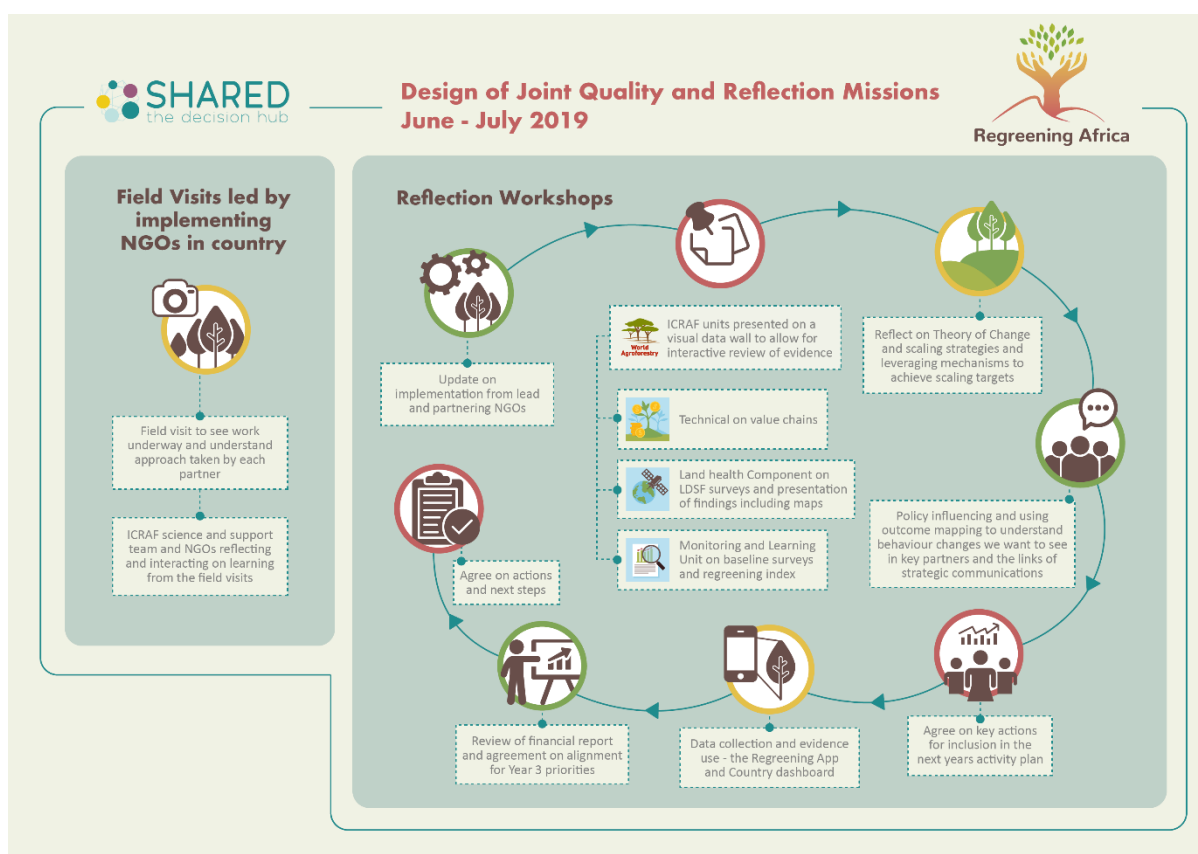 SHARED
the decision hub
Design of Joint Quality and Reflection Missions
June - July 2019
Regreening Africa
Field Visits led by
implementing
NGOs in country
Field visit to see work
underway and understand
approach taken by each
partner
ICRAF science and support
team and NGOs reflecting
and interacting on learning
from the field visits
Reflection Workshops
Update on
implementation from lead
and partnering NGOs
World
Agroforestry
ICRAF units presented on a
visual data wall to allow for
interactive review of evidence
Technical on value chains
Land health Component on
LDSF surveys and presentation
of findings including maps
Monitoring and Learning
Unit on baseline surveys
and regreening index
Reflect on Theory of Change
and scaling strategies and
leveraging mechanisms to
achieve scaling targets
Policy influencing and using
outcome mapping to understand
behaviour changes we want to see
in key partners and the links of
strategic communications
Agree on key actions
for inclusion in the
next years activity plan
Data collection and evidence
use - the Regreening App
and Country dashboard
Review of financial report
and agreement on alignment
for Year 3 priorities
Agree on actions
and next steps